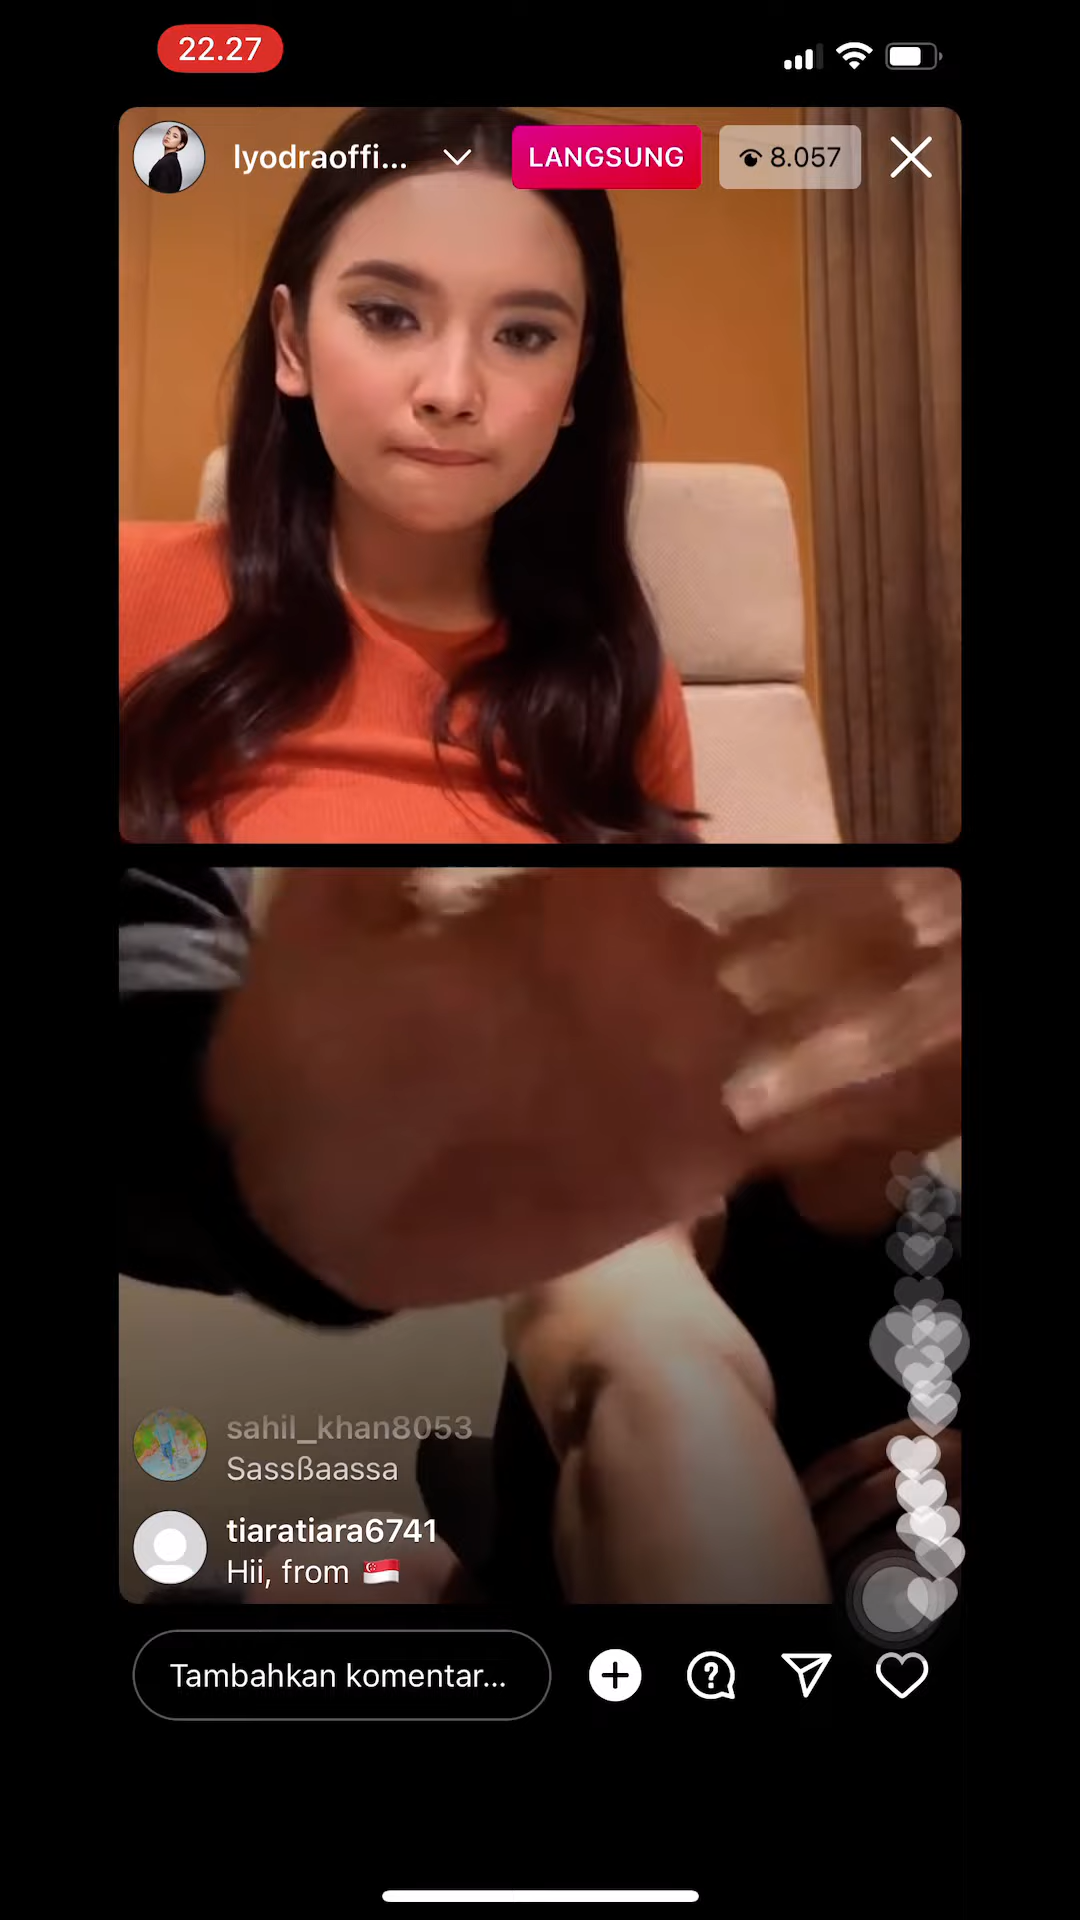 22.27
lyodraoffi...
LANGSUNG
8.057
sahil_khan8053
Sassßaassa
tiaratiara6741
Hii, from 🇸🇬
Tambahkan komentar...